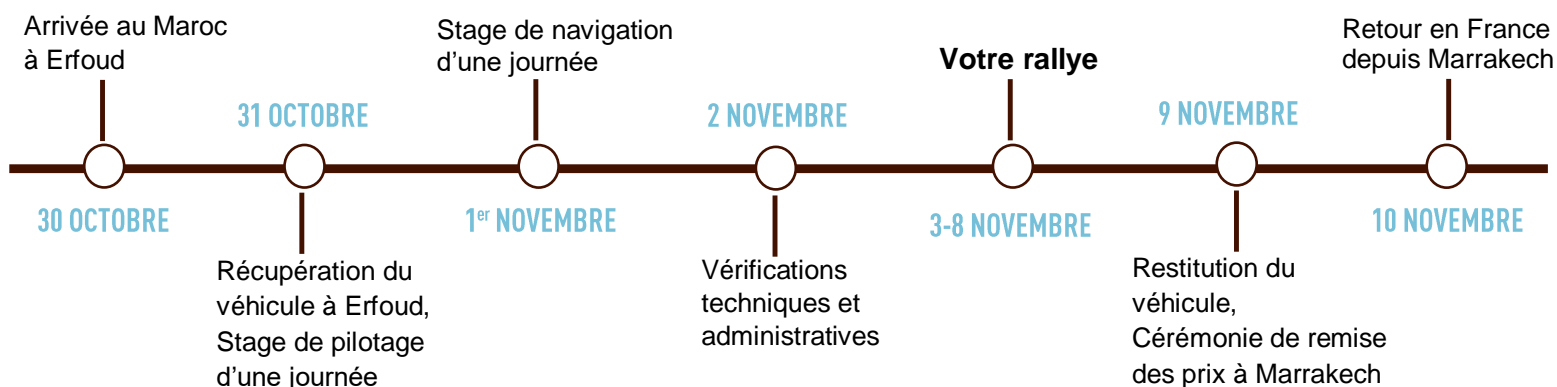 Arrivée au Maroc
à Erfoud
30 OCTOBRE
31 OCTOBRE
Récupération du
véhicule à Erfoud,
Stage de pilotage
d'une journée
Stage de navigation
d'une journée
1er NOVEMBRE
2 NOVEMBRE
Vérifications
techniques et
administratives
Votre rallye
3-8 NOVEMBRE
9 NOVEMBRE
Restitution du
véhicule,
Cérémonie de remise
des prix à Marrakech
Retour en France
depuis Marrakech
10 NOVEMBRE